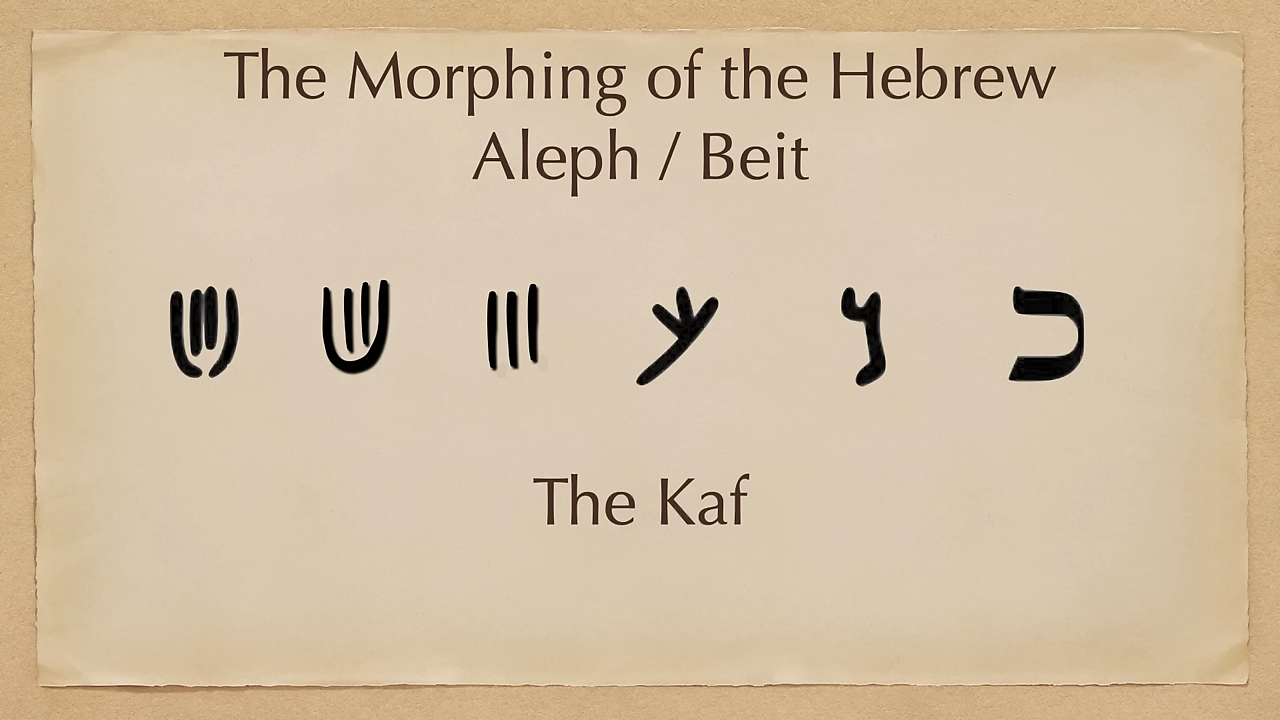 The Morphing of the Hebrew
Aleph / Beit
כ
The Kaf